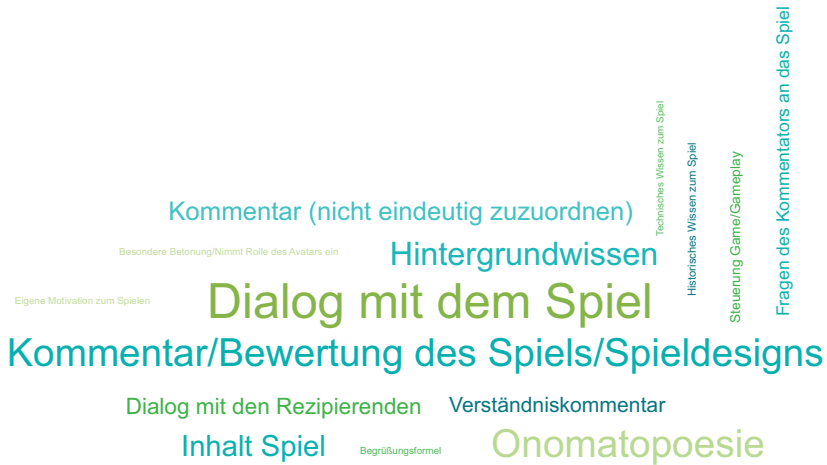 Kommentar (nicht eindeutig zuzuordnen)
Besondere Betonung/Nimmt Rolle des Avatars ein
Hintergrundwissen
Eigene Motivation zum Spielen
Dialog mit dem Spiel
Kommentar/Bewertung des Spiels/Spieldesigns
Dialog mit den Rezipierenden
Verständniskommentar
Inhalt Spiel
Begrüßungsformel
Onomatopoesie
Technisches Wissen zum Spiel
Historisches Wissen zum Spiel
Steuerung Game/Gameplay
Fragen des Kommentators an das Spiel